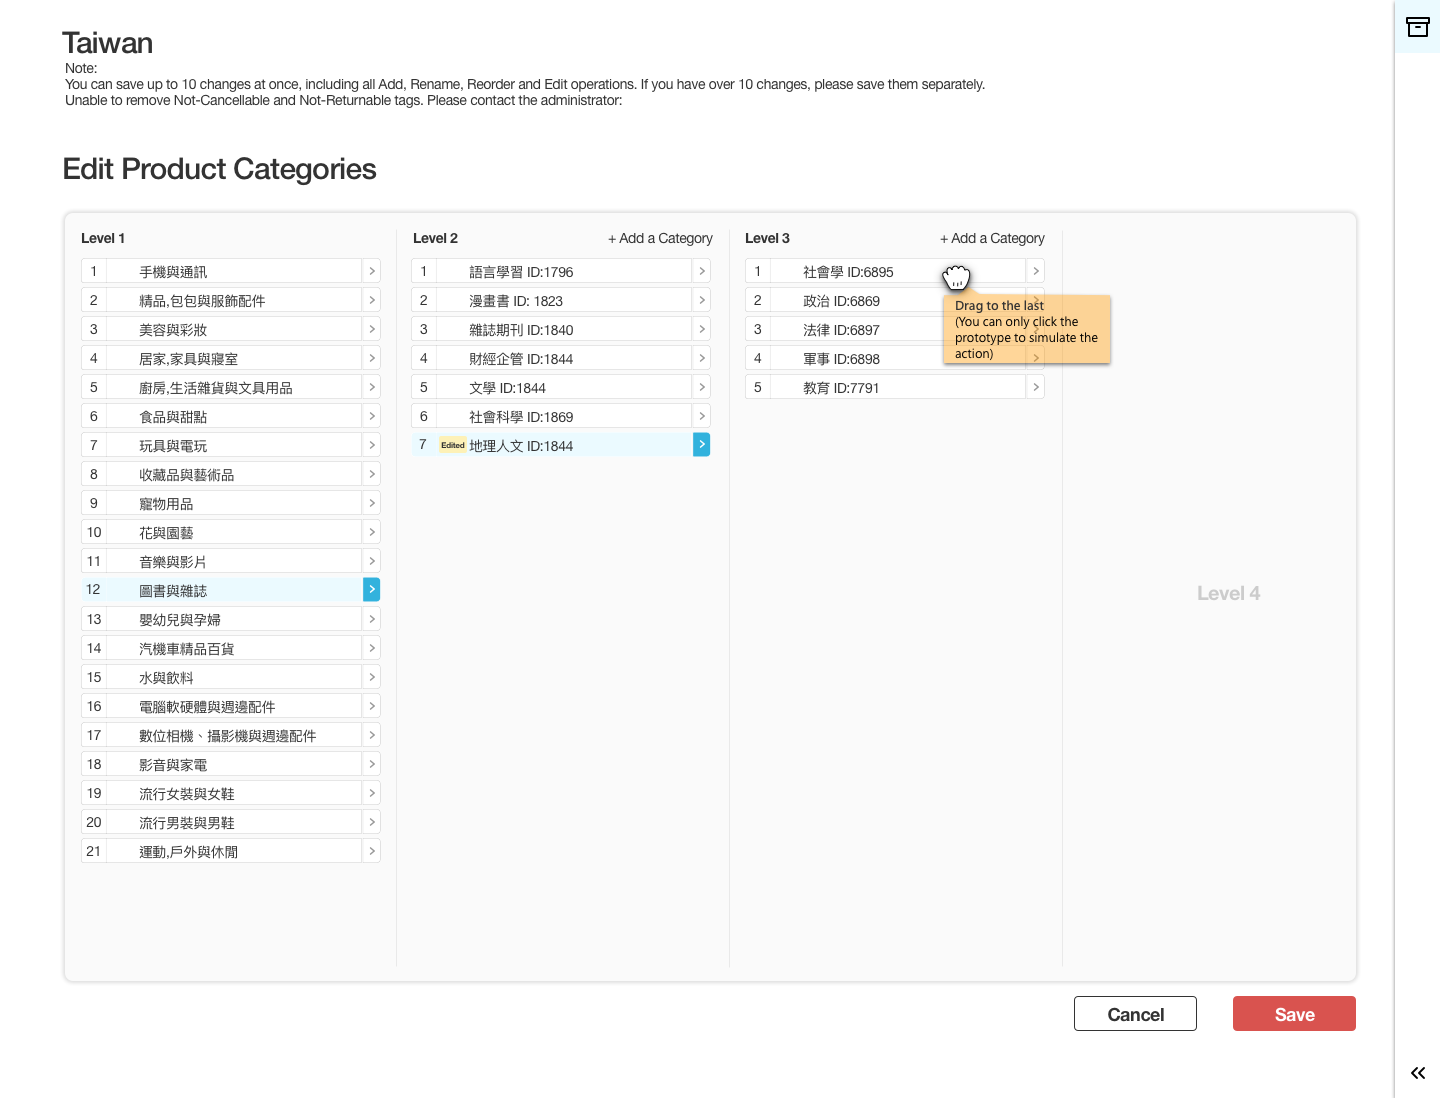 Taiwan
Note:
You can save up to 10 changes at once, including all Add, Rename, Reorder and Edit operations. If you have over 10 changes, please save them separately.
Unable to remove Not-Cancellable and Not-Returnable tags. Please contact the administrator:
Edit Product Categories
Level 1
1 手機與通訊
2 精品,包包與服飾配件
3 美容與彩妝
4 居家,家具與寢室
5 廚房,生活雜貨與文具用品
6 食品與甜點
7 玩具與電玩
8 收藏品與藝術品
9 寵物用品
10 花與園藝
11 音樂與影片
12 圖書與雜誌
13 嬰幼兒與孕婦
14 汽機車精品百貨
15 水與飲料
16 電腦軟硬體與週邊配件
17 數位相機、攝影機與週邊配件
18 影音與家電
19 流行女裝與女鞋
20 流行男裝與男鞋
21 運動,戶外與休閒
Level 2 + Add a Category
1 語言學習 ID:1796
2 漫畫書 ID: 1823
3 雜誌期刊 ID:1840
4 財經企管 ID:1844
5 文學 ID:1844
6 社會科學 ID:1869
7 Edited 地理人文 ID:1844
Level 3 + Add a Category
1 社會學 ID:6895
2 政治 ID:6869
3 法律 ID:6897
4 軍事 ID:6898
5 教育 ID:7791
Drag to the last
(You can only click the
prototype to simulate the
action)
Level 4
Cancel
Save